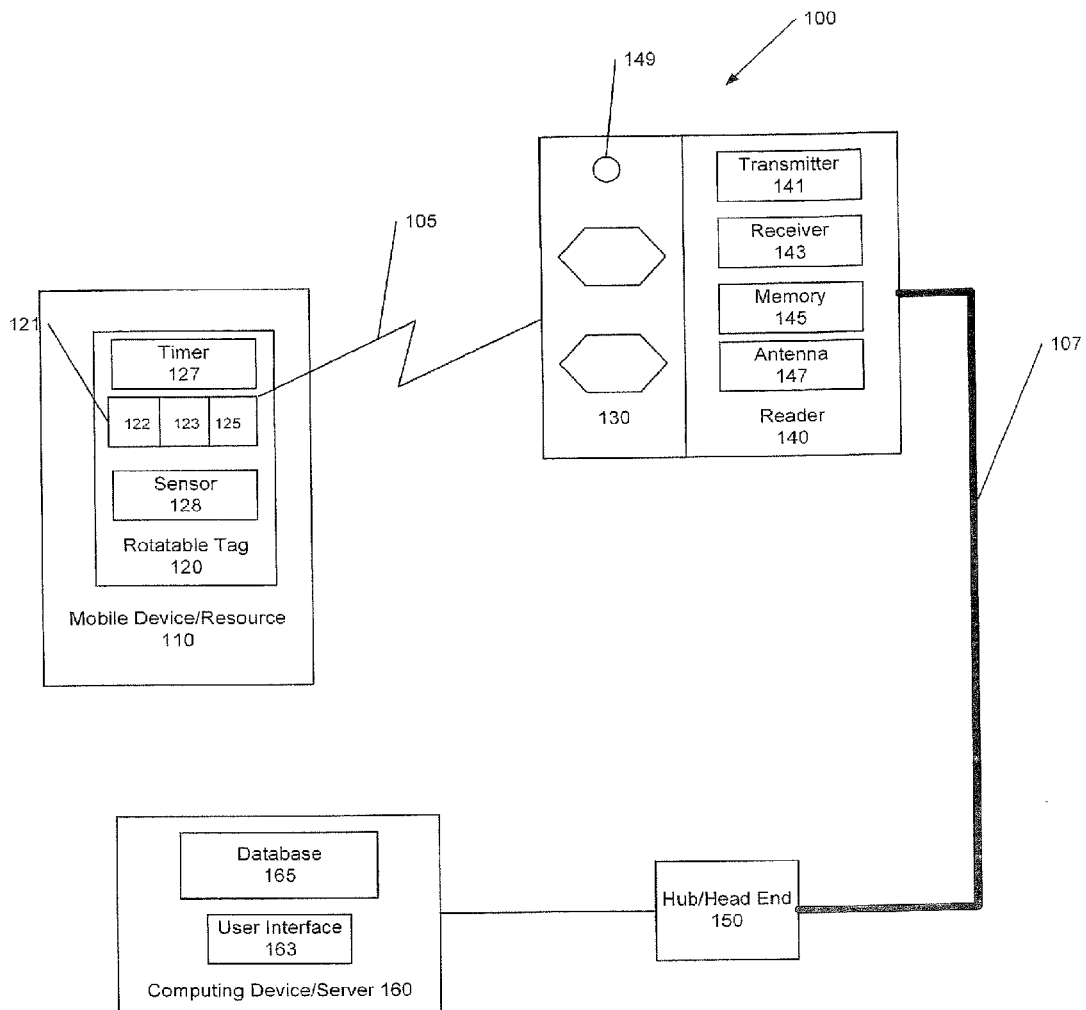 100
149
Transmitter
141
105
Receiver
143
121
Timer
127
Memory
145
107
Antenna
147
122 123 125
130
Reader
140
Sensor
128
Rotatable Tag
120
Mobile Device/Resource
110
Database
165
Hub/Head End
150
User Interface
163
Computing Device/Server 160